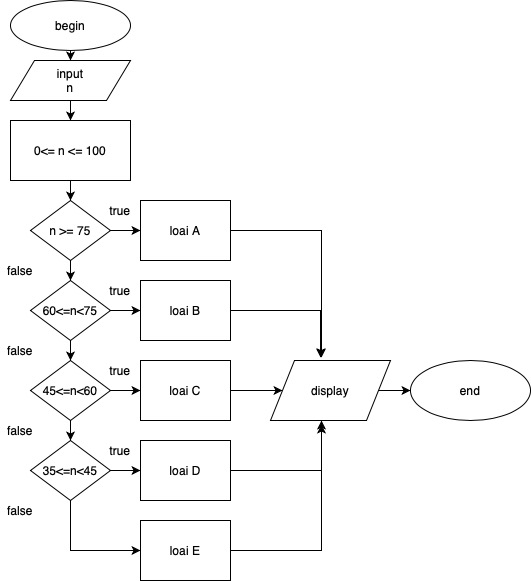 begin
input
n
0<= n <= 100
true
n >= 75
loai A
false
true
60<=n<75
loai B
false
true
45<=n<60
loai C
display
end
false
true
35<=n<45
loai D
false
loai E